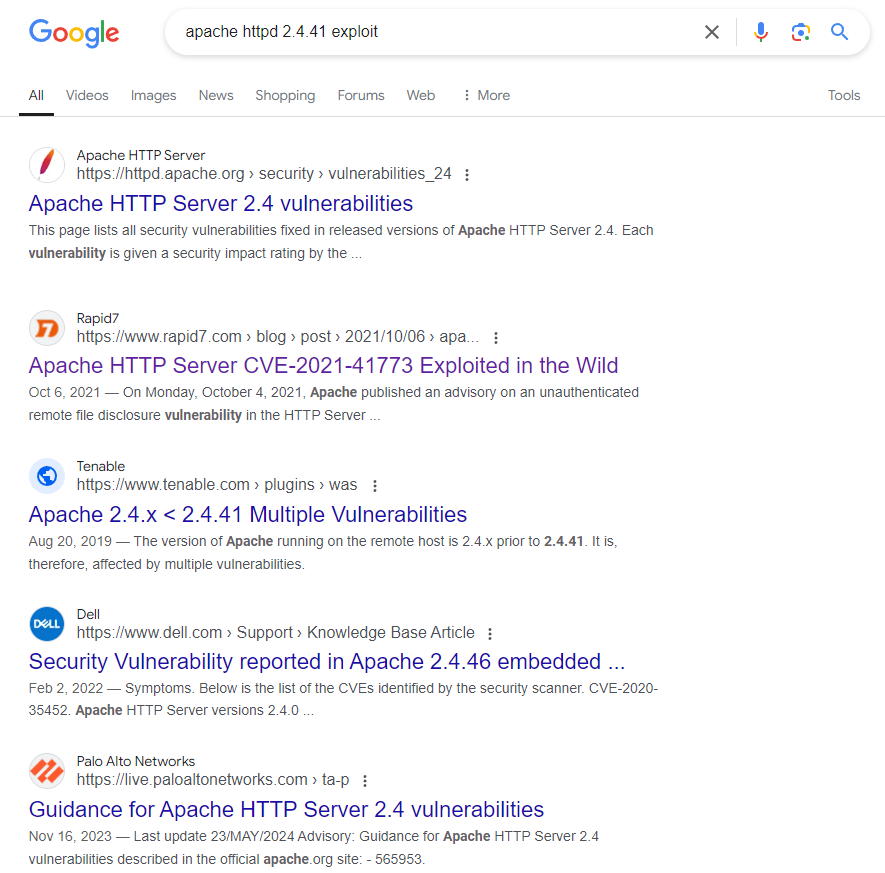 Google
apache httpd 2.4.41 exploit
All Videos Images News Shopping Forums Web More Tools
Apache HTTP Server
https://httpd.apache.org › security › vulnerabilities_24
Apache HTTP Server 2.4 vulnerabilities
This page lists all security vulnerabilities fixed in released versions of Apache HTTP Server 2.4. Each
vulnerability is given a security impact rating by the ...
Rapid7
https://www.rapid7.com › blog › post › 2021/10/06 › apa...
Apache HTTP Server CVE-2021-41773 Exploited in the Wild
Oct 6, 2021 — On Monday, October 4, 2021, Apache published an advisory on an unauthenticated
remote file disclosure vulnerability in the HTTP Server ...
Tenable
https://www.tenable.com › plugins › was
Apache 2.4.x < 2.4.41 Multiple Vulnerabilities
Aug 20, 2019 — The version of Apache running on the remote host is 2.4.x prior to 2.4.41. It is,
therefore, affected by multiple vulnerabilities.
DELL
Dell
https://www.dell.com › Support › Knowledge Base Article
Security Vulnerability reported in Apache 2.4.46 embedded ...
Feb 2, 2022 — Symptoms. Below is the list of the CVEs identified by the security scanner. CVE-2020-
35452. Apache HTTP Server versions 2.4.0 ...
Palo Alto Networks
https://live.paloaltonetworks.com › ta-p
Guidance for Apache HTTP Server 2.4 vulnerabilities
Nov 16, 2023 — Last update 23/MAY/2024 Advisory: Guidance for Apache HTTP Server 2.4
vulnerabilities described in the official apache.org site: - 565953.